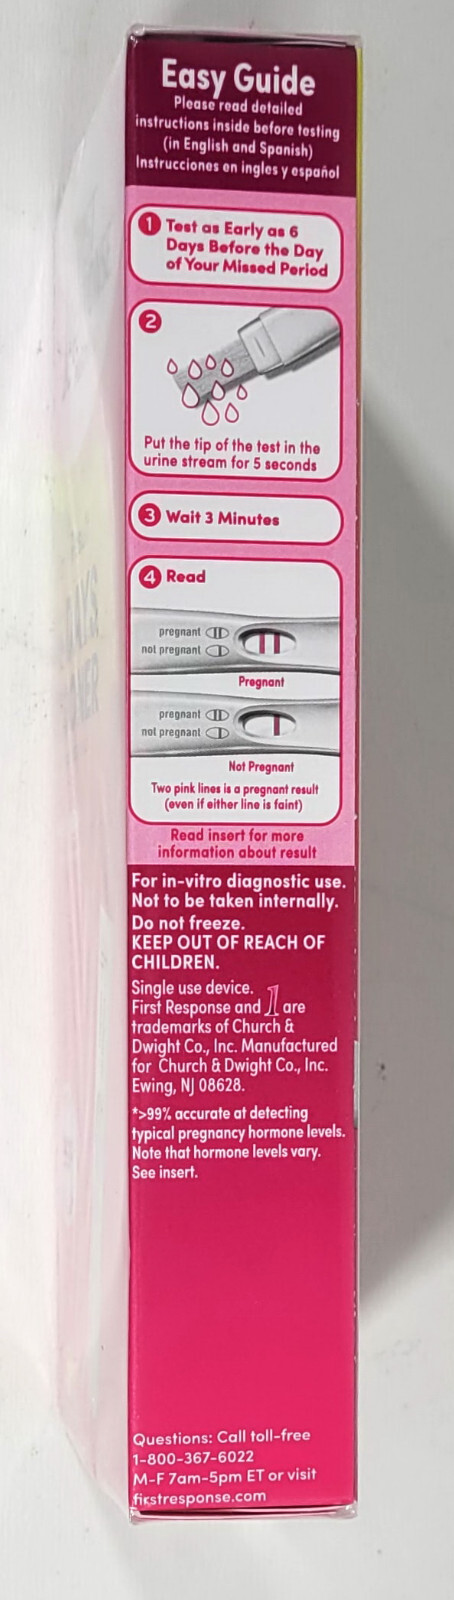 Easy Guide
Please read detailed
instructions inside before testing
(in English and Spanish)
Instrucciones en ingles y español
1 Test as Early as 6
Days Before the Day
of Your Missed Period
2
Put the tip of the test in the
urine stream for 5 seconds
3 Wait 3 Minutes
4 Read
pregnant
not pregnant
Pregnant
pregnant
not pregnant
Not Pregnant
Two pink lines is a pregnant result
(even if either line is faint)
Read insert for more
information about result
For in-vitro diagnostic use.
Not to be taken internally.
Do not freeze.
KEEP OUT OF REACH OF
CHILDREN.
Single use device.
First Response and 1 are
trademarks of Church &
Dwight Co., Inc. Manufactured
for Church & Dwight Co., Inc.
Ewing, NJ 08628.
*>99% accurate at detecting
typical pregnancy hormone levels.
Note that hormone levels vary.
See insert.
Questions: Call toll-free
1-800-367-6022
M-F 7am-5pm ET or visit
firstresponse.com